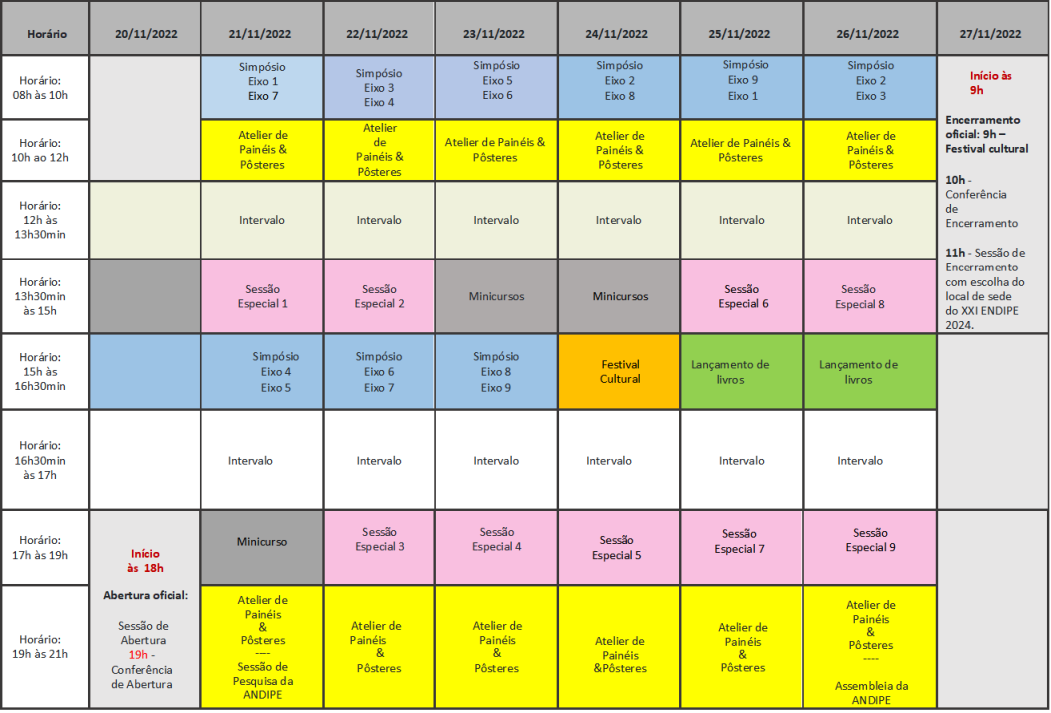 Horário
20/11/2022
21/11/2022
22/11/2022
23/11/2022
24/11/2022
25/11/2022
26/11/2022
27/11/2022
Horário:
08h às 10h
Simpósio
Eixo 1
Eixo 7
Simpósio
Eixo 3
Eixo 4
Simpósio
Eixo 5
Eixo 6
Simpósio
Eixo 2
Eixo 8
Simpósio
Eixo 9
Eixo 1
Simpósio
Eixo 2
Eixo 3
Início às
9h
Encerramento
oficial: 9h –
Festival cultural
10h -
Conferência
de
Encerramento
11h - Sessão de
Encerramento
com escolha do
local de sede
do XXI ENDIPE
2024.
Horário:
10h ao 12h
Atelier de
Painéis &
Pôsteres
Atelier
de
Painéis &
Pôsteres
Atelier de Painéis &
Pôsteres
Atelier de
Painéis &
Pôsteres
Atelier de Painéis &
Pôsteres
Atelier de
Painéis &
Pôsteres
Horário:
12h às
13h30min
Intervalo
Intervalo
Intervalo
Intervalo
Intervalo
Intervalo
Horário:
13h30min
às 15h
Sessão
Especial 1
Sessão
Especial 2
Minicursos
Minicursos
Sessão
Especial 6
Sessão
Especial 8
Horário:
15h às
16h30min
Simpósio
Eixo 4
Eixo 5
Simpósio
Eixo 6
Eixo 7
Simpósio
Eixo 8
Eixo 9
Festival
Cultural
Lançamento de
livros
Lançamento de
livros
Horário:
16h30min
às 17h
Intervalo
Intervalo
Intervalo
Intervalo
Intervalo
Intervalo
Horário:
17h às 19h
Início
às 18h
Abertura oficial:
Sessão de
Abertura
19h -
Conferência
de Abertura
Minicurso
Sessão
Especial 3
Sessão
Especial 4
Sessão
Especial 5
Sessão
Especial 7
Sessão
Especial 9
Horário:
19h às 21h
Atelier de
Painéis
&
Pôsteres
----
Sessão de
Pesquisa da
ANDIPE
Atelier de
Painéis
&
Pôsteres
Atelier de
Painéis
&
Pôsteres
Atelier de
Painéis
&Pôsteres
Atelier de
Painéis
&
Pôsteres
Atelier de
Painéis
&
Pôsteres
----
Assembleia da
ANDIPE